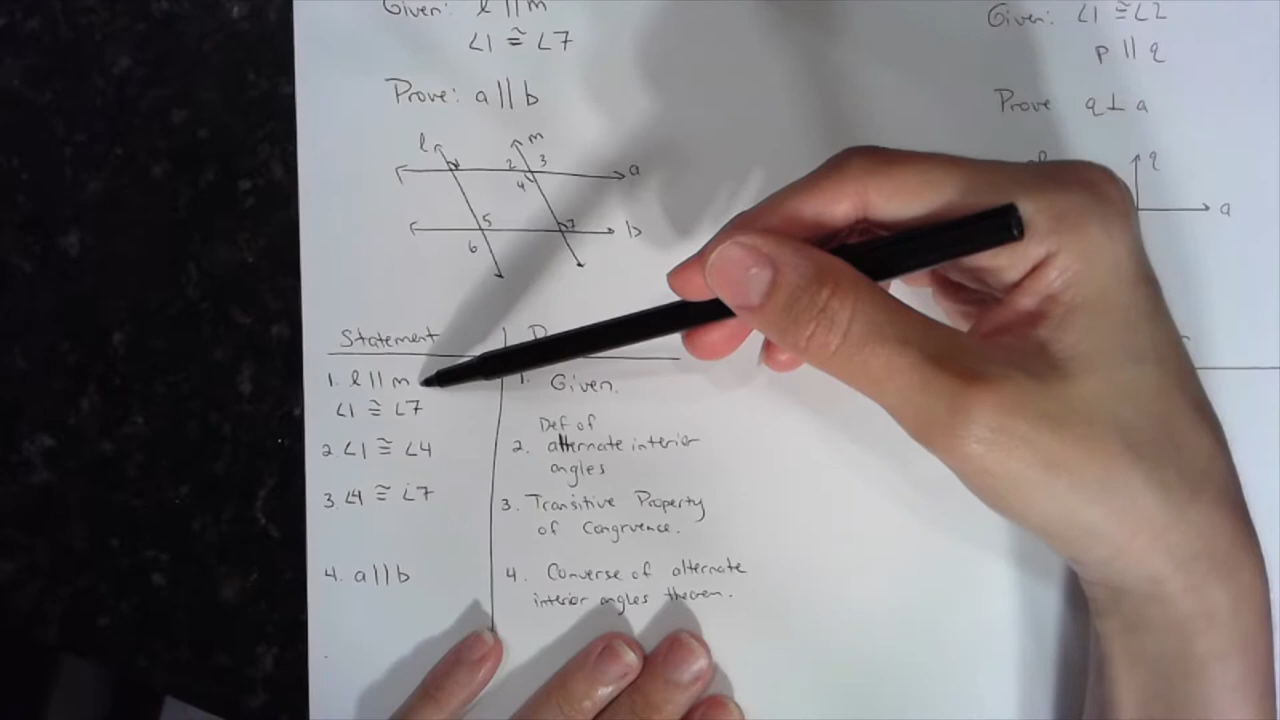 Given: l || m
∠1 ≅ ∠7
Prove: a || b
l
m
2
3
a
4
5
7
b
6
Statement
1. l || m
1. Given.
∠1 ≅ ∠7
2. ∠1 ≅ ∠4
Def of
2. alternate interior
angles
3. ∠4 ≅ ∠7
3. Transitive Property
of Congruence.
4. a || b
4. Converse of alternate
interior angles theorem.
Given: ∠1 ≅ ∠2
p || q
Prove q ⊥ a
q
a